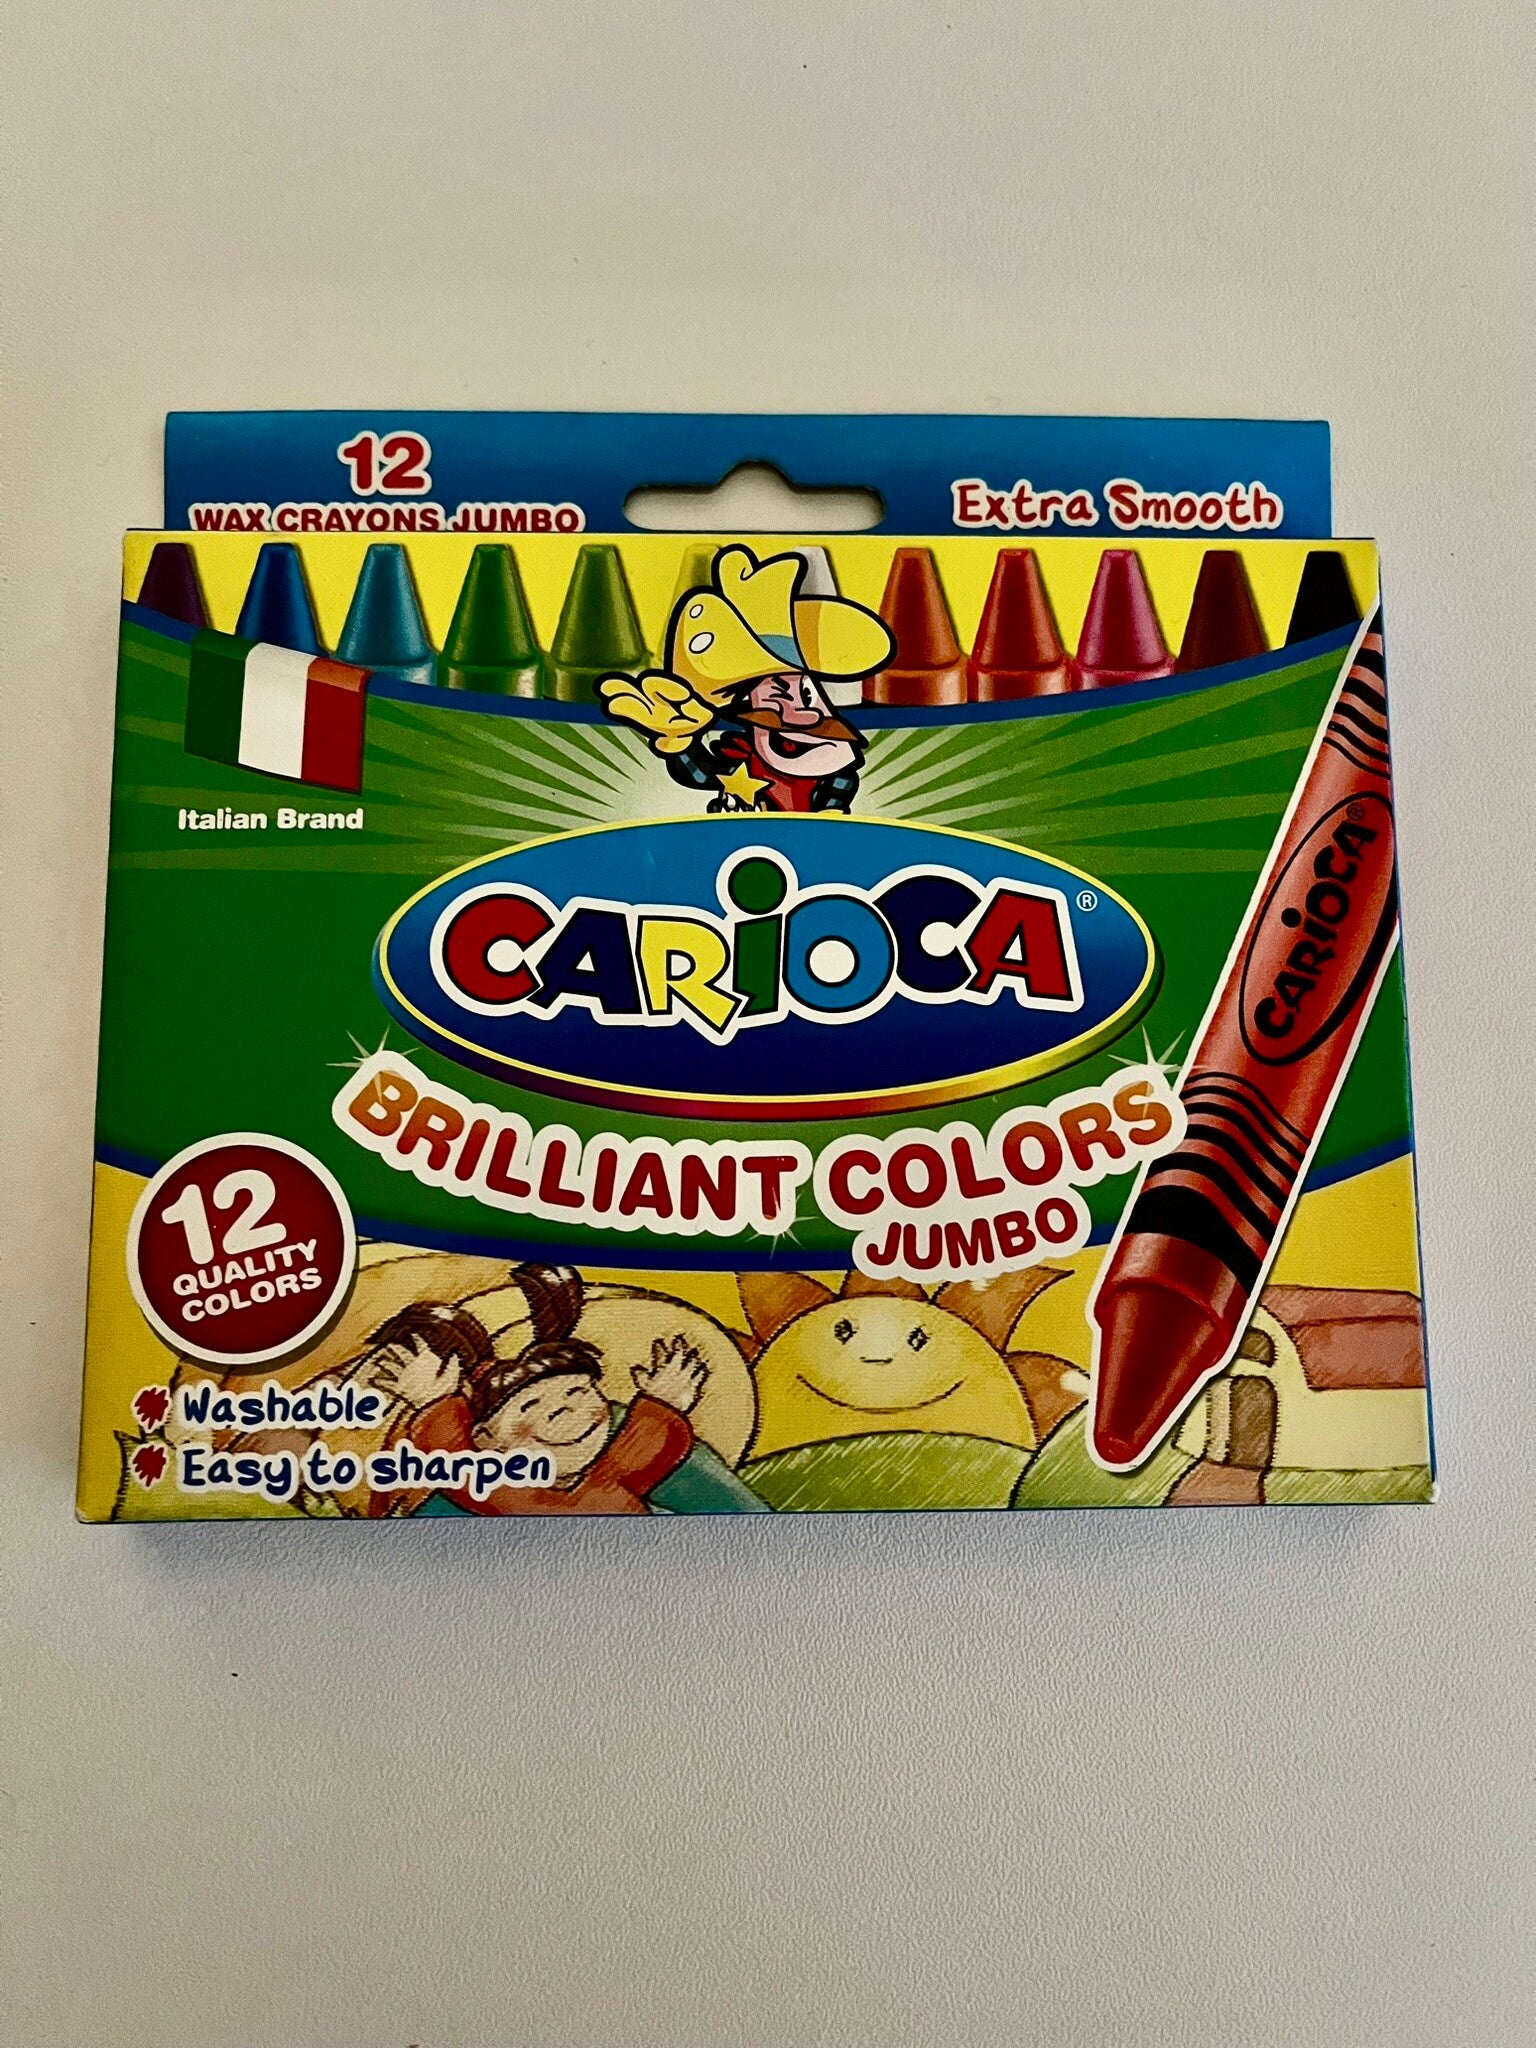 12
WAX CRAYONS JUMBO
Extra Smooth
Italian Brand
CARIOCA®
CARIOCA®
BRILLIANT COLORS
JUMBO
12
QUALITY
COLORS
Washable
Easy to sharpen